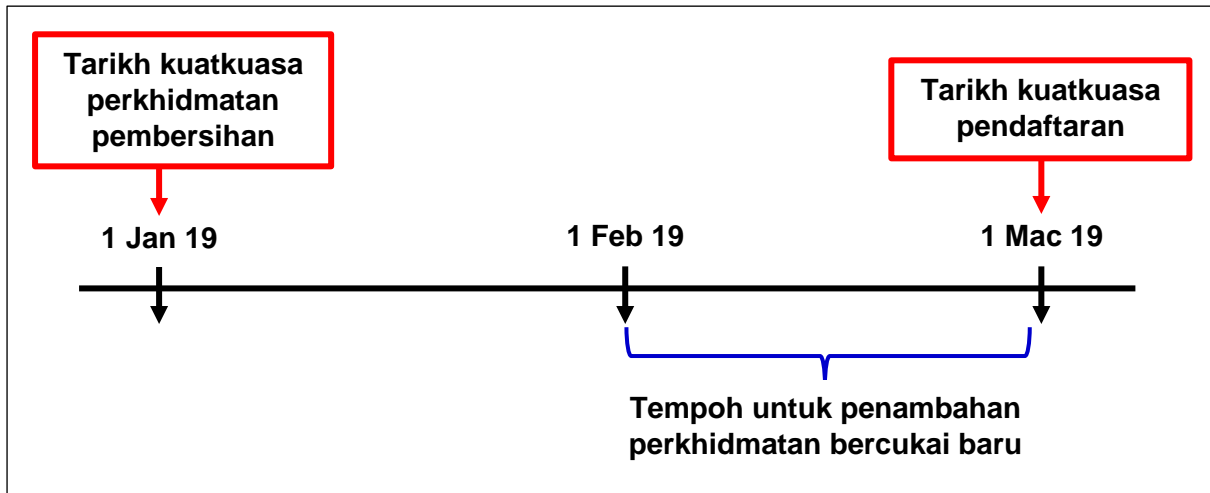 Tarikh kuatkuasa
perkhidmatan
pembersihan
Tarikh kuatkuasa
pendaftaran
1 Jan 19
1 Feb 19
1 Mac 19
Tempoh untuk penambahan
perkhidmatan bercukai baru